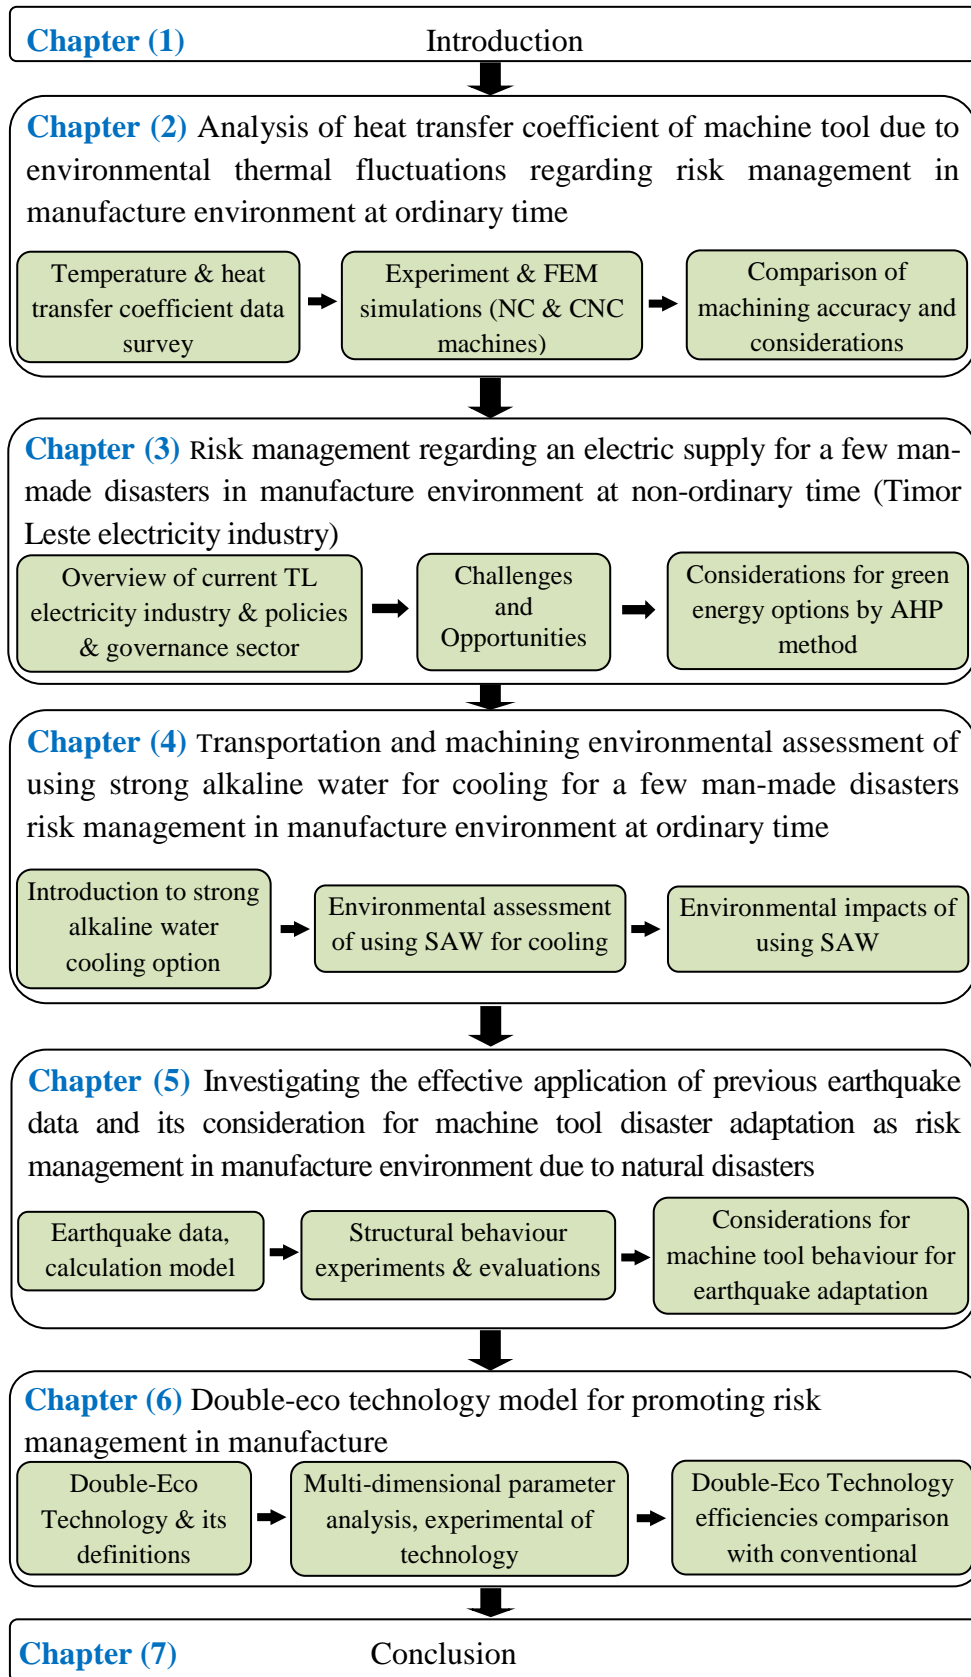 Chapter (1) Introduction
Chapter (2) Analysis of heat transfer coefficient of machine tool due to
environmental thermal fluctuations regarding risk management in
manufacture environment at ordinary time
Temperature & heat
transfer coefficient data
survey
Experiment & FEM
simulations (NC & CNC
machines)
Comparison of
machining accuracy and
considerations
Chapter (3) Risk management regarding an electric supply for a few man-
made disasters in manufacture environment at non-ordinary time (Timor
Leste electricity industry)
Overview of current TL
electricity industry & policies
& governance sector
Challenges
and
Opportunities
Considerations for green
energy options by AHP
method
Chapter (4) Transportation and machining environmental assessment of
using strong alkaline water for cooling for a few man-made disasters
risk management in manufacture environment at ordinary time
Introduction to strong
alkaline water
cooling option
Environmental assessment
of using SAW for cooling
Environmental impacts of
using SAW
Chapter (5) Investigating the effective application of previous earthquake
data and its consideration for machine tool disaster adaptation as risk
management in manufacture environment due to natural disasters
Earthquake data,
calculation model
Structural behaviour
experiments & evaluations
Considerations for
machine tool behaviour for
earthquake adaptation
Chapter (6) Double-eco technology model for promoting risk
management in manufacture
Double-Eco
Technology & its
definitions
Multi-dimensional parameter
analysis, experimental of
technology
Double-Eco Technology
efficiencies comparison
with conventional
Chapter (7) Conclusion